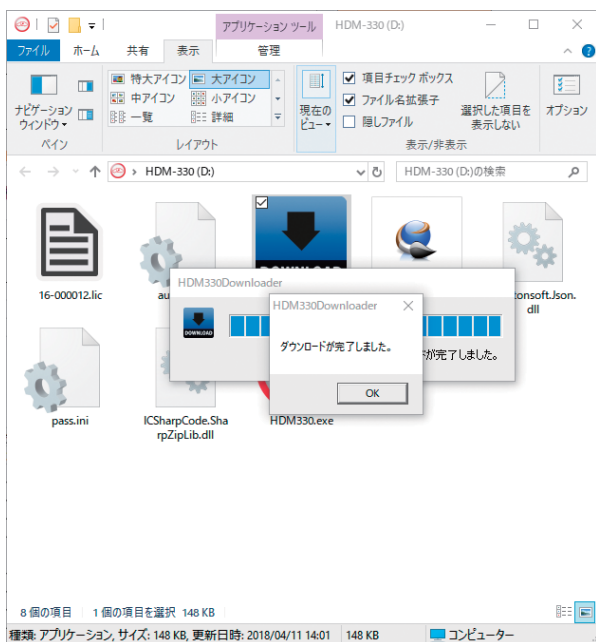 アプリケーション ツール
HDM-330 (D:)
ファイル
ホーム
共有
表示
管理
特大アイコン
大アイコン
中アイコン
小アイコン
一覧
詳細
ナビゲーション
ウィンドウ
現在の
ビュー
項目チェック ボックス
ファイル名拡張子
隠しファイル
選択した項目を
表示しない
オプション
ペイン
レイアウト
表示/非表示
HDM-330 (D:)
HDM-330 (D:)の検索
DOWNLOAD
16-000012.lic
au
tonsoft.Json.
dll
HDM330Downloader
DOWNLOAD
が完了しました。
HDM330Downloader
ダウンロードが完了しました。
OK
pass.ini
ICSharpCode.Sha
rpZipLib.dll
HDM330.exe
8 個の項目
1 個の項目を選択 148 KB
種類: アプリケーション, サイズ: 148 KB, 更新日時: 2018/04/11 14:01
148 KB
コンピューター